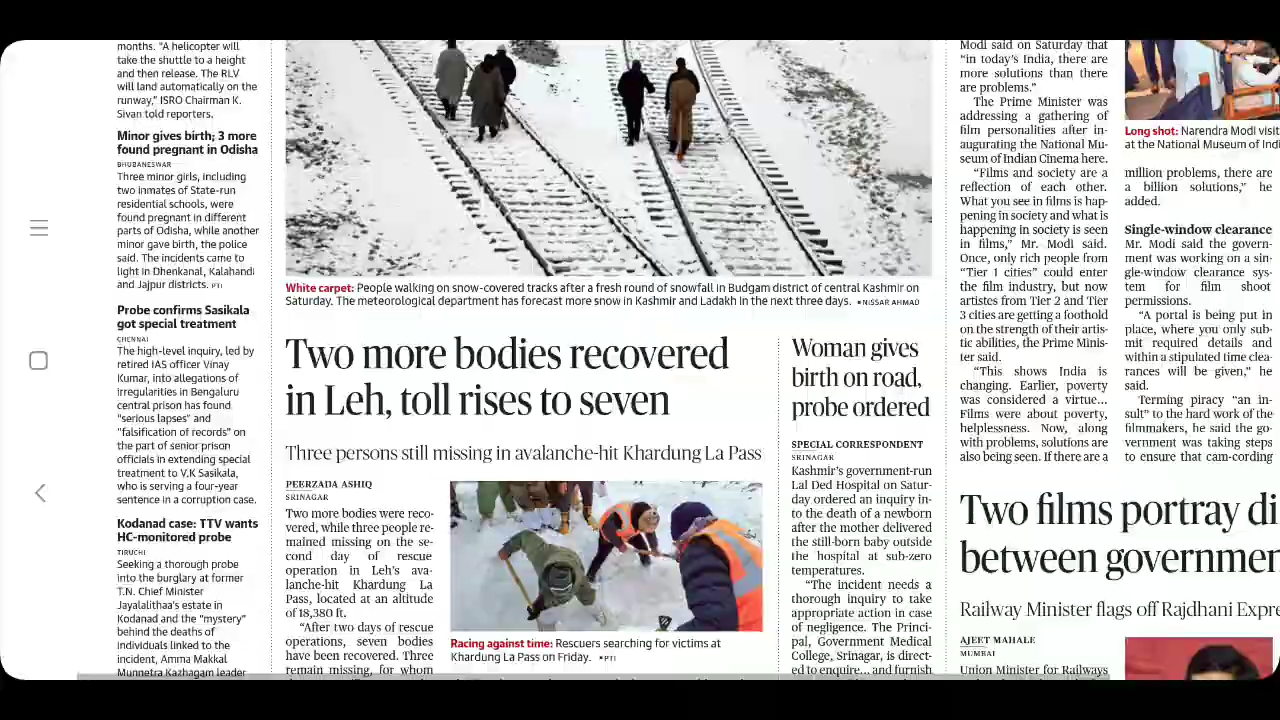 months. "A helicopter will
take the shuttle to a height
and then release. The RLV
will land automatically on the
runway," ISRO Chairman K.
Sivan told reporters.
Minor gives birth; 3 more
found pregnant in Odisha
BHUBANESWAR
Three minor girls, including
two inmates of State-run
residential schools, were
found pregnant in different
parts of Odisha, while another
minor gave birth, the police
said. The incidents came to
light in Dhenkanal, Kalahandi
and Jajpur districts. PTI
Probe confirms Sasikala
got special treatment
CHENNAI
The high-level inquiry, led by
retired IAS officer Vinay
Kumar, into allegations of
irregularities in Bengaluru
central prison has found
"serious lapses" and
"falsification of records" on
the part of senior prison
officials in extending special
treatment to V.K Sasikala,
who is serving a four-year
sentence in a corruption case.
Kodanad case: TTV wants
HC-monitored probe
TIRUCHI
Seeking a thorough probe
into the burglary at former
T.N. Chief Minister
Jayalalithaa's estate in
Kodanad and the "mystery"
behind the deaths of
individuals linked to the
incident, Amma Makkal
Munnetra Kazhagam leader
White carpet: People walking on snow-covered tracks after a fresh round of snowfall in Budgam district of central Kashmir on
Saturday. The meteorological department has forecast more snow in Kashmir and Ladakh in the next three days. ▪NISSAR AHMAD
Two more bodies recovered
in Leh, toll rises to seven
Three persons still missing in avalanche-hit Khardung La Pass
PEERZADA ASHIQ
SRINAGAR
Two more bodies were reco-
vered, while three people re-
mained missing on the se-
cond day of rescue
operation in Leh's ava-
lanche-hit Khardung La
Pass, located at an altitude
of 18,380 ft.
"After two days of rescue
operations, seven bodies
have been recovered. Three
remain missing, for whom
Racing against time: Rescuers searching for victims at
Khardung La Pass on Friday. ▪PTI
Woman gives
birth on road,
probe ordered
SPECIAL CORRESPONDENT
SRINAGAR
Kashmir's government-run
Lal Ded Hospital on Satur-
day ordered an inquiry in-
to the death of a newborn
after the mother delivered
the still-born baby outside
the hospital at sub-zero
temperatures.
"The incident needs a
thorough inquiry to take
appropriate action in case
of negligence. The Princi-
pal, Government Medical
College, Srinagar, is direct-
ed to enquire... and furnish
Modi said on Saturday that
"in today's India, there are
more solutions than there
are problems."
The Prime Minister was
addressing a gathering of
film personalities after in-
augurating the National Mu-
seum of Indian Cinema here.
"Films and society are a
reflection of each other.
What you see in films is hap-
pening in society and what is
happening in society is seen
in films," Mr. Modi said.
Once, only rich people from
"Tier 1 cities" could enter
the film industry, but now
artistes from Tier 2 and Tier
3 cities are getting a foothold
on the strength of their artis-
tic abilities, the Prime Minis-
ter said.
"This shows India is
changing. Earlier, poverty
was considered a virtue...
Films were about poverty,
helplessness. Now, along
with problems, solutions are
also being seen. If there are a
Long shot: Narendra Modi visi
at the National Museum of Indi
million problems, there are
a billion solutions," he
added.
Single-window clearance
Mr. Modi said the govern-
ment was working on a sin-
gle-window clearance sys-
tem for film shoot
permissions.
"A portal is being put in
place, where you only sub-
mit required details and
within a stipulated time clea-
rances will be given," he
said.
Terming piracy "an in-
sult" to the hard work of the
filmmakers, he said the go-
vernment was taking steps
to ensure that cam-cording
Two films portray di
between governmen
Railway Minister flags off Rajdhani Expre
AJEET MAHALE
MUMBAI
Union Minister for Railways